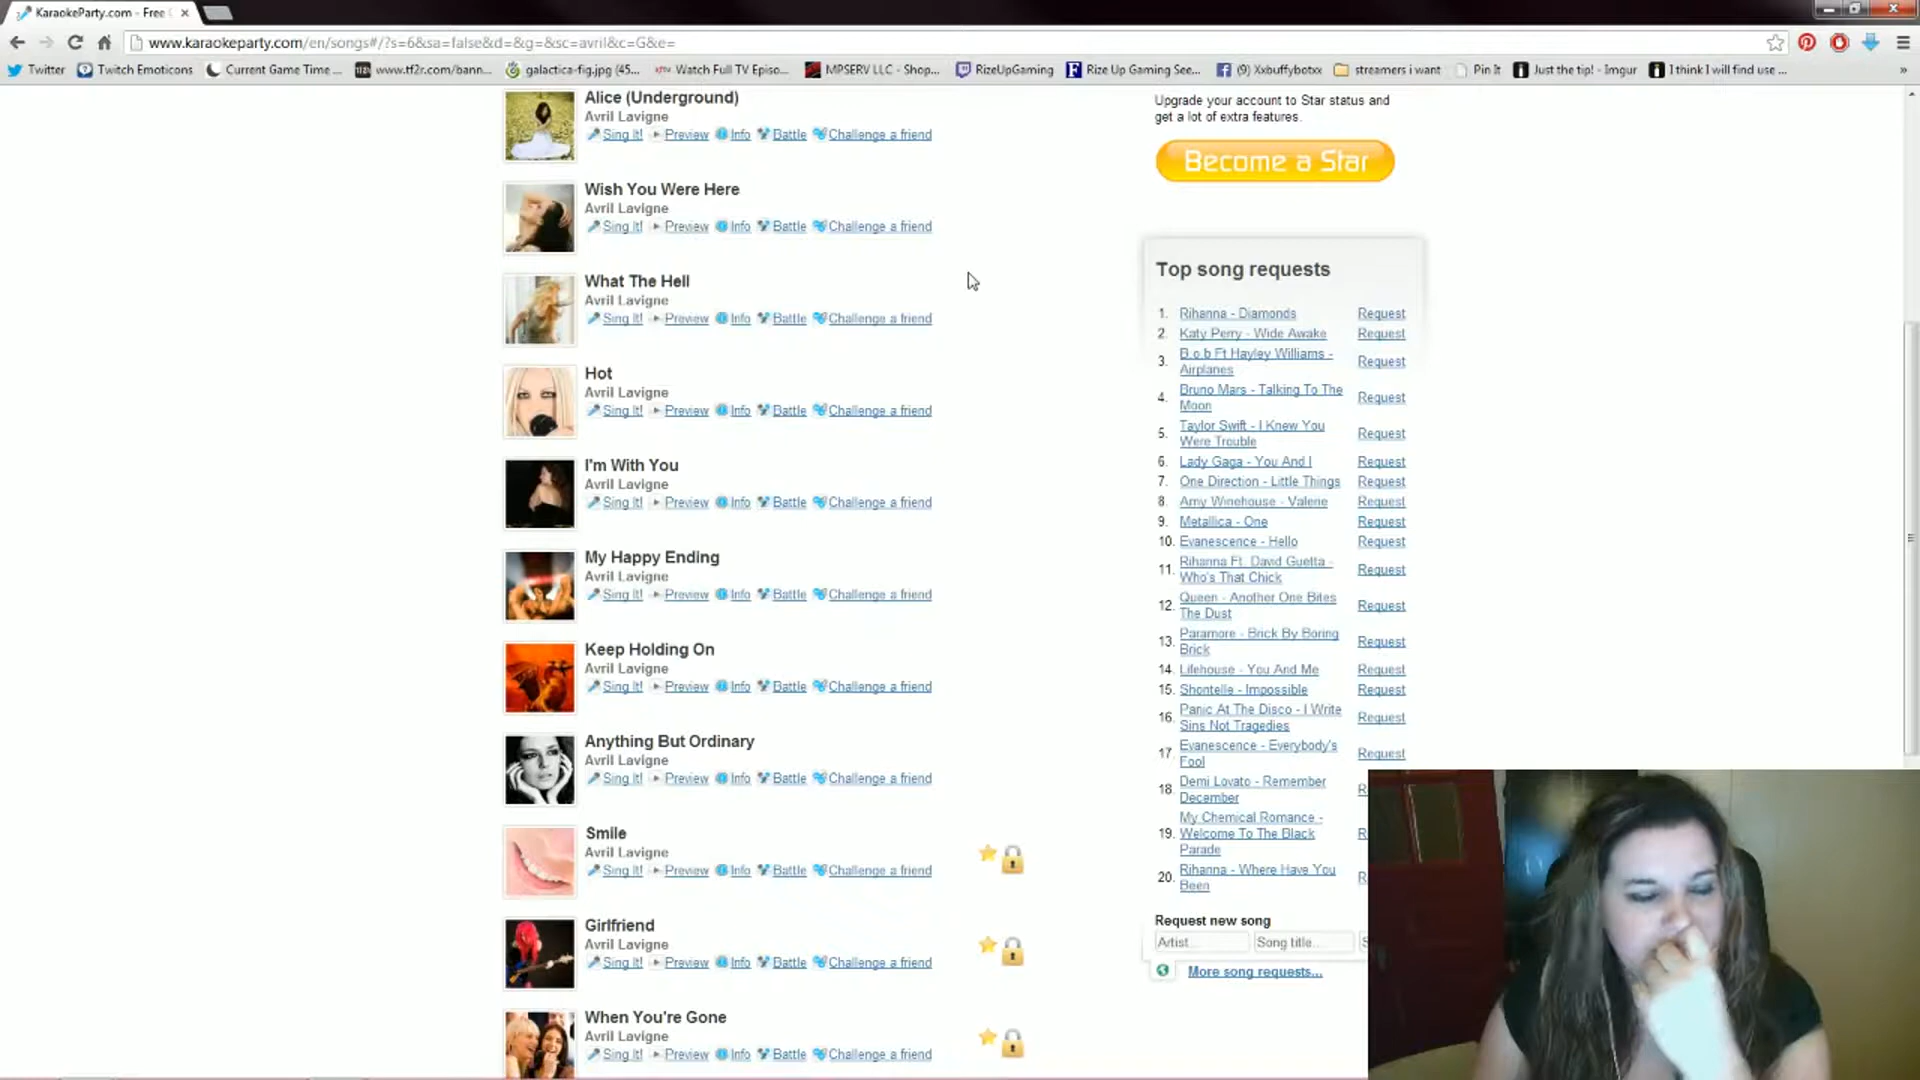 KaraokeParty.com - Free
www.karaokeparty.com/en/songs#/?s=6&sa=false&d=&g=&sc=avril&c=G&e=
Twitter
Twitch Emoticons
Current Game Time ...
www.tf2r.com/bann...
galactica-fig.jpg (45...
Watch Full TV Episo...
MPSERV LLC - Shop...
RizeUpGaming
Rize Up Gaming See...
(9) Xxbuffybotxx
streamers i want
Pin It
Just the tip! - Imgur
I think I will find use ...
Alice (Underground)
Avril Lavigne
Sing It! Preview Info Battle Challenge a friend
Wish You Were Here
Avril Lavigne
Sing It! Preview Info Battle Challenge a friend
What The Hell
Avril Lavigne
Sing It! Preview Info Battle Challenge a friend
Hot
Avril Lavigne
Sing It! Preview Info Battle Challenge a friend
I'm With You
Avril Lavigne
Sing It! Preview Info Battle Challenge a friend
My Happy Ending
Avril Lavigne
Sing It! Preview Info Battle Challenge a friend
Keep Holding On
Avril Lavigne
Sing It! Preview Info Battle Challenge a friend
Anything But Ordinary
Avril Lavigne
Sing It! Preview Info Battle Challenge a friend
Smile
Avril Lavigne
Sing It! Preview Info Battle Challenge a friend
Girlfriend
Avril Lavigne
Sing It! Preview Info Battle Challenge a friend
When You're Gone
Avril Lavigne
Sing It! Preview Info Battle Challenge a friend
Upgrade your account to Star status and
get a lot of extra features.
Become a Star
Top song requests
1. Rihanna - Diamonds Request
2. Katy Perry - Wide Awake Request
3. B.o.b Ft Hayley Williams -
Airplanes Request
4. Bruno Mars - Talking To The
Moon Request
5. Taylor Swift - I Knew You
Were Trouble Request
6. Lady Gaga - You And I Request
7. One Direction - Little Things Request
8. Amy Winehouse - Valerie Request
9. Metallica - One Request
10. Evanescence - Hello Request
11. Rihanna Ft. David Guetta -
Who's That Chick Request
12. Queen - Another One Bites
The Dust Request
13. Paramore - Brick By Boring
Brick Request
14. Lifehouse - You And Me Request
15. Shontelle - Impossible Request
16. Panic At The Disco - I Write
Sins Not Tragedies Request
17. Evanescence - Everybody's
Fool Request
18. Demi Lovato - Remember
December
19. My Chemical Romance -
Welcome To The Black
Parade
20. Rihanna - Where Have You
Been
Request new song
Artist... Song title...
More song requests...